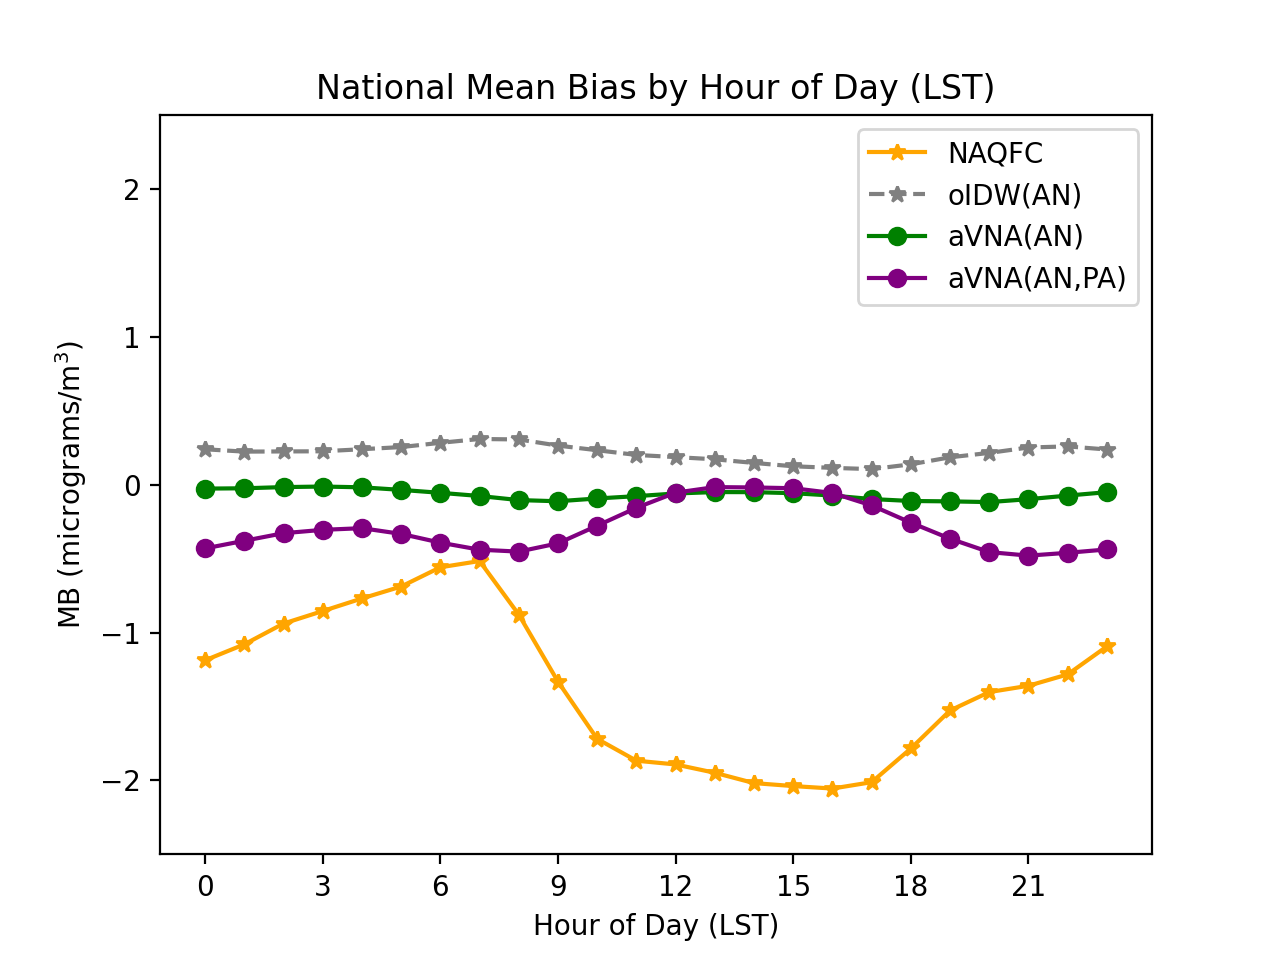 National Mean Bias by Hour of Day (LST)
NAQFC
oIDW(AN)
aVNA(AN)
aVNA(AN,PA)
MB (micrograms/m³)
2
1
0
−1
−2
0 3 6 9 12 15 18 21
Hour of Day (LST)